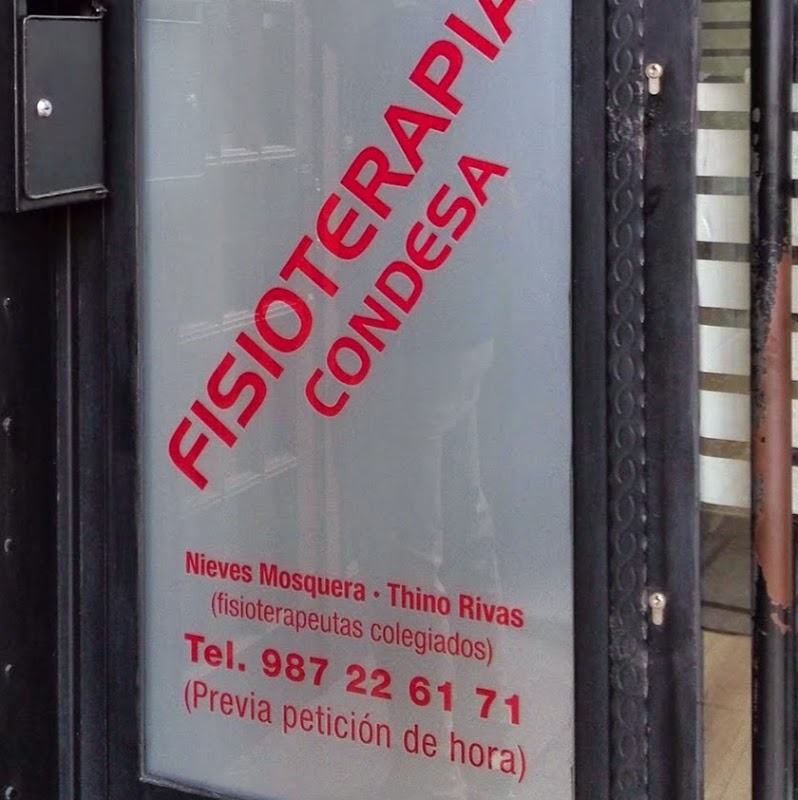 FISIOTERAPIA
CONDESA
Nieves Mosquera · Thino Rivas
(fisioterapeutas colegiados)
Tel. 987 22 61 71
(Previa petición de hora)